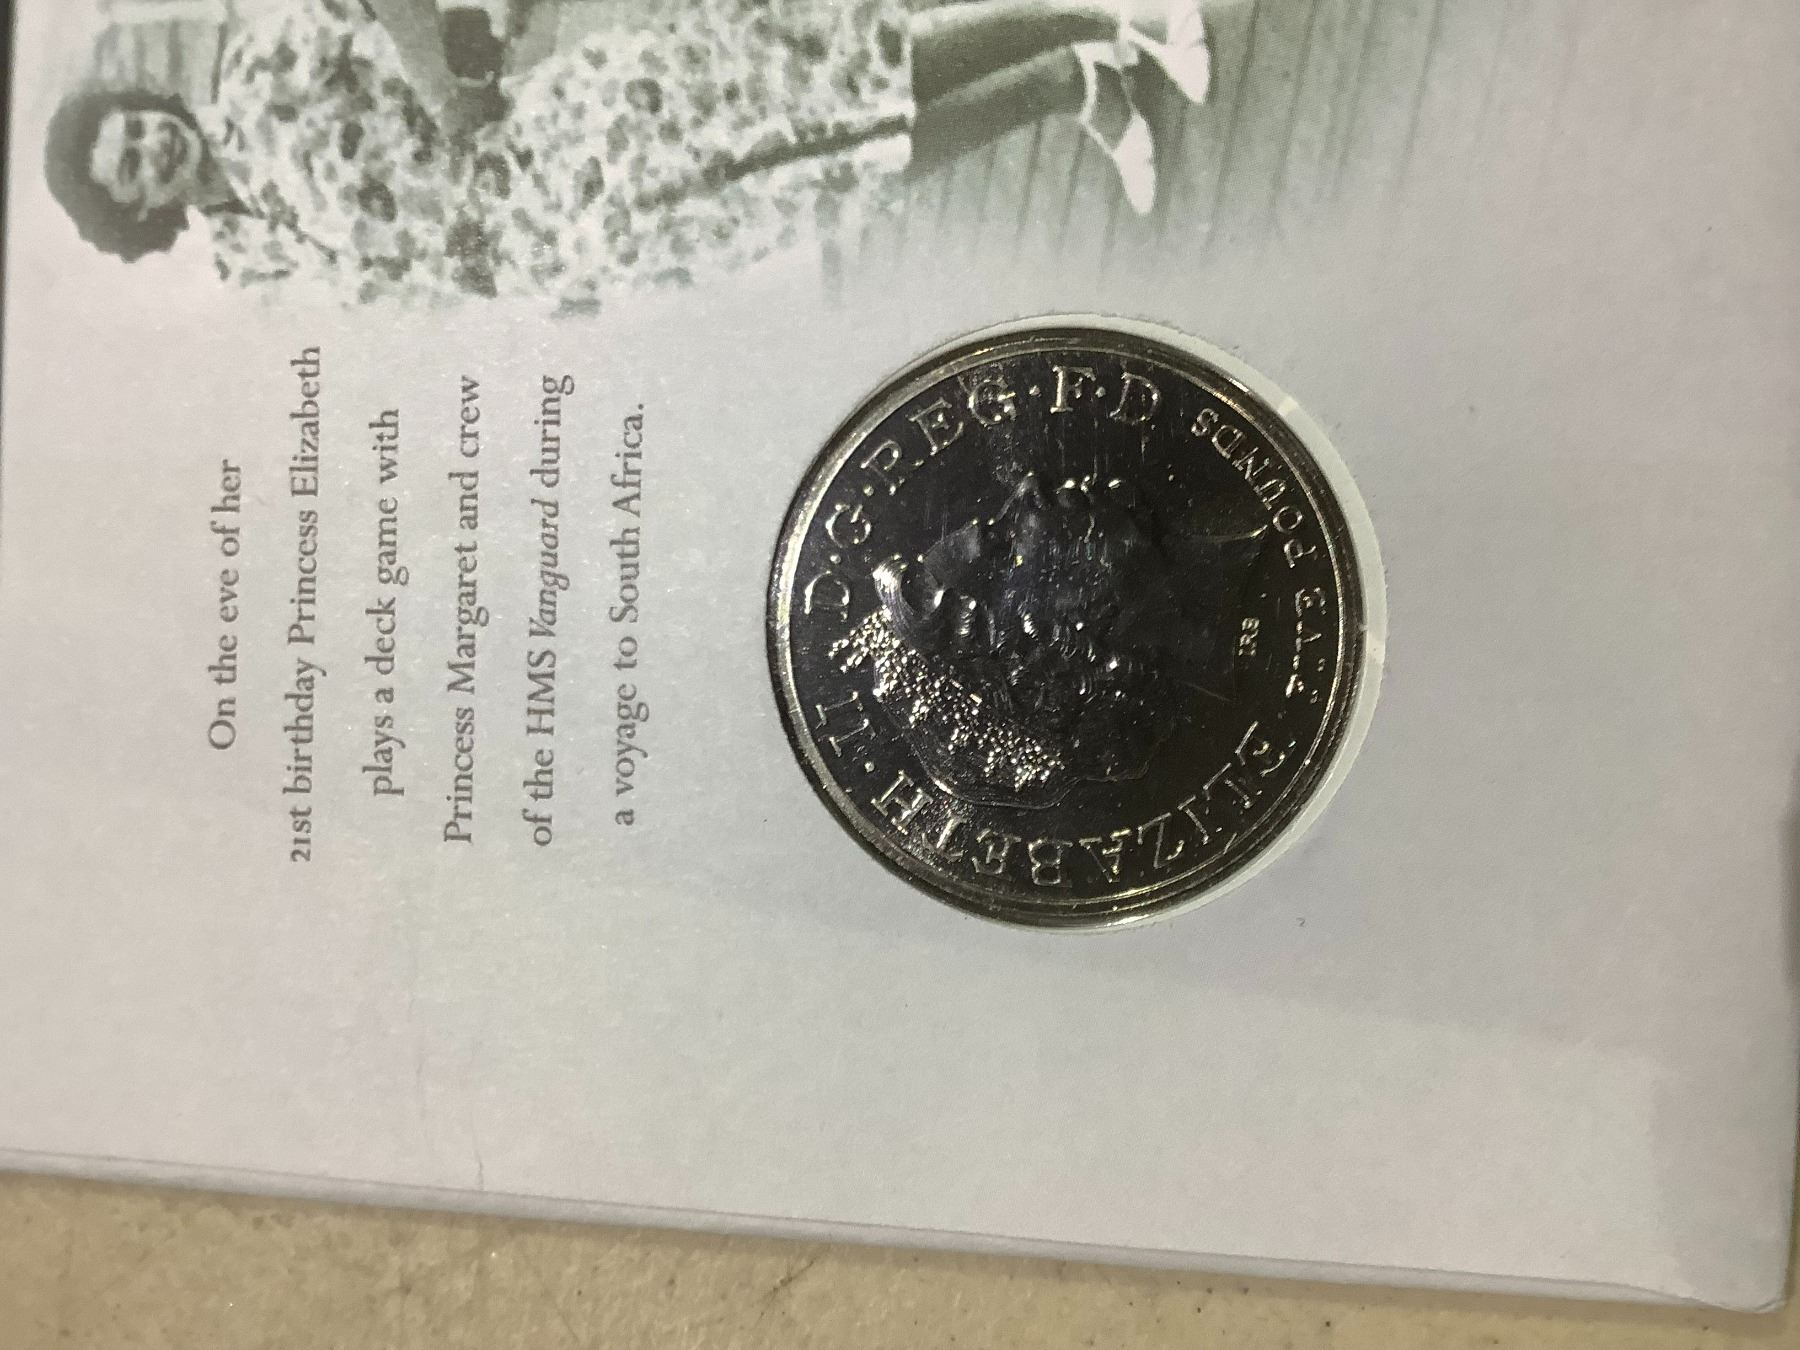 On the eve of her
21st birthday Princess Elizabeth
plays a deck game with
Princess Margaret and crew
of the HMS Vanguard during
a voyage to South Africa.
ELIZABETH·II·D·G·REG·F·D
FIVE POUNDS
IRB